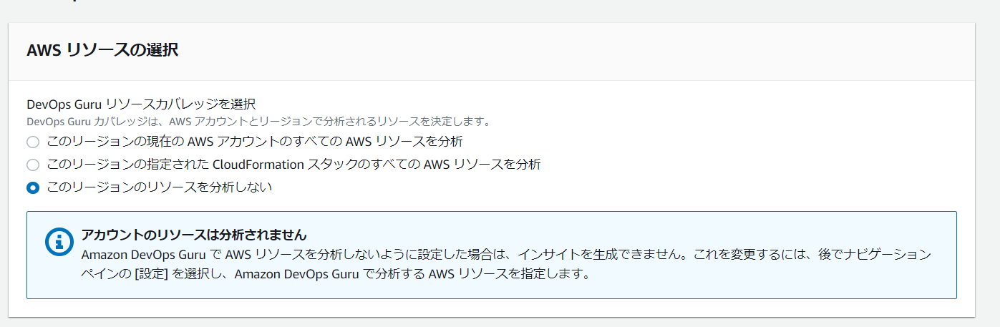 AWS リソースの選択
DevOps Guru リソースカバレッジを選択
DevOps Guru カバレッジは、AWS アカウントとリージョンで分析されるリソースを決定します。
このリージョンの現在の AWS アカウントのすべての AWS リソースを分析
このリージョンの指定された CloudFormation スタックのすべての AWS リソースを分析
このリージョンのリソースを分析しない
アカウントのリソースは分析されません
Amazon DevOps Guru で AWS リソースを分析しないように設定した場合は、インサイトを生成できません。これを変更するには、後でナビゲーション
ペインの [設定] を選択し、Amazon DevOps Guru で分析する AWS リソースを指定します。